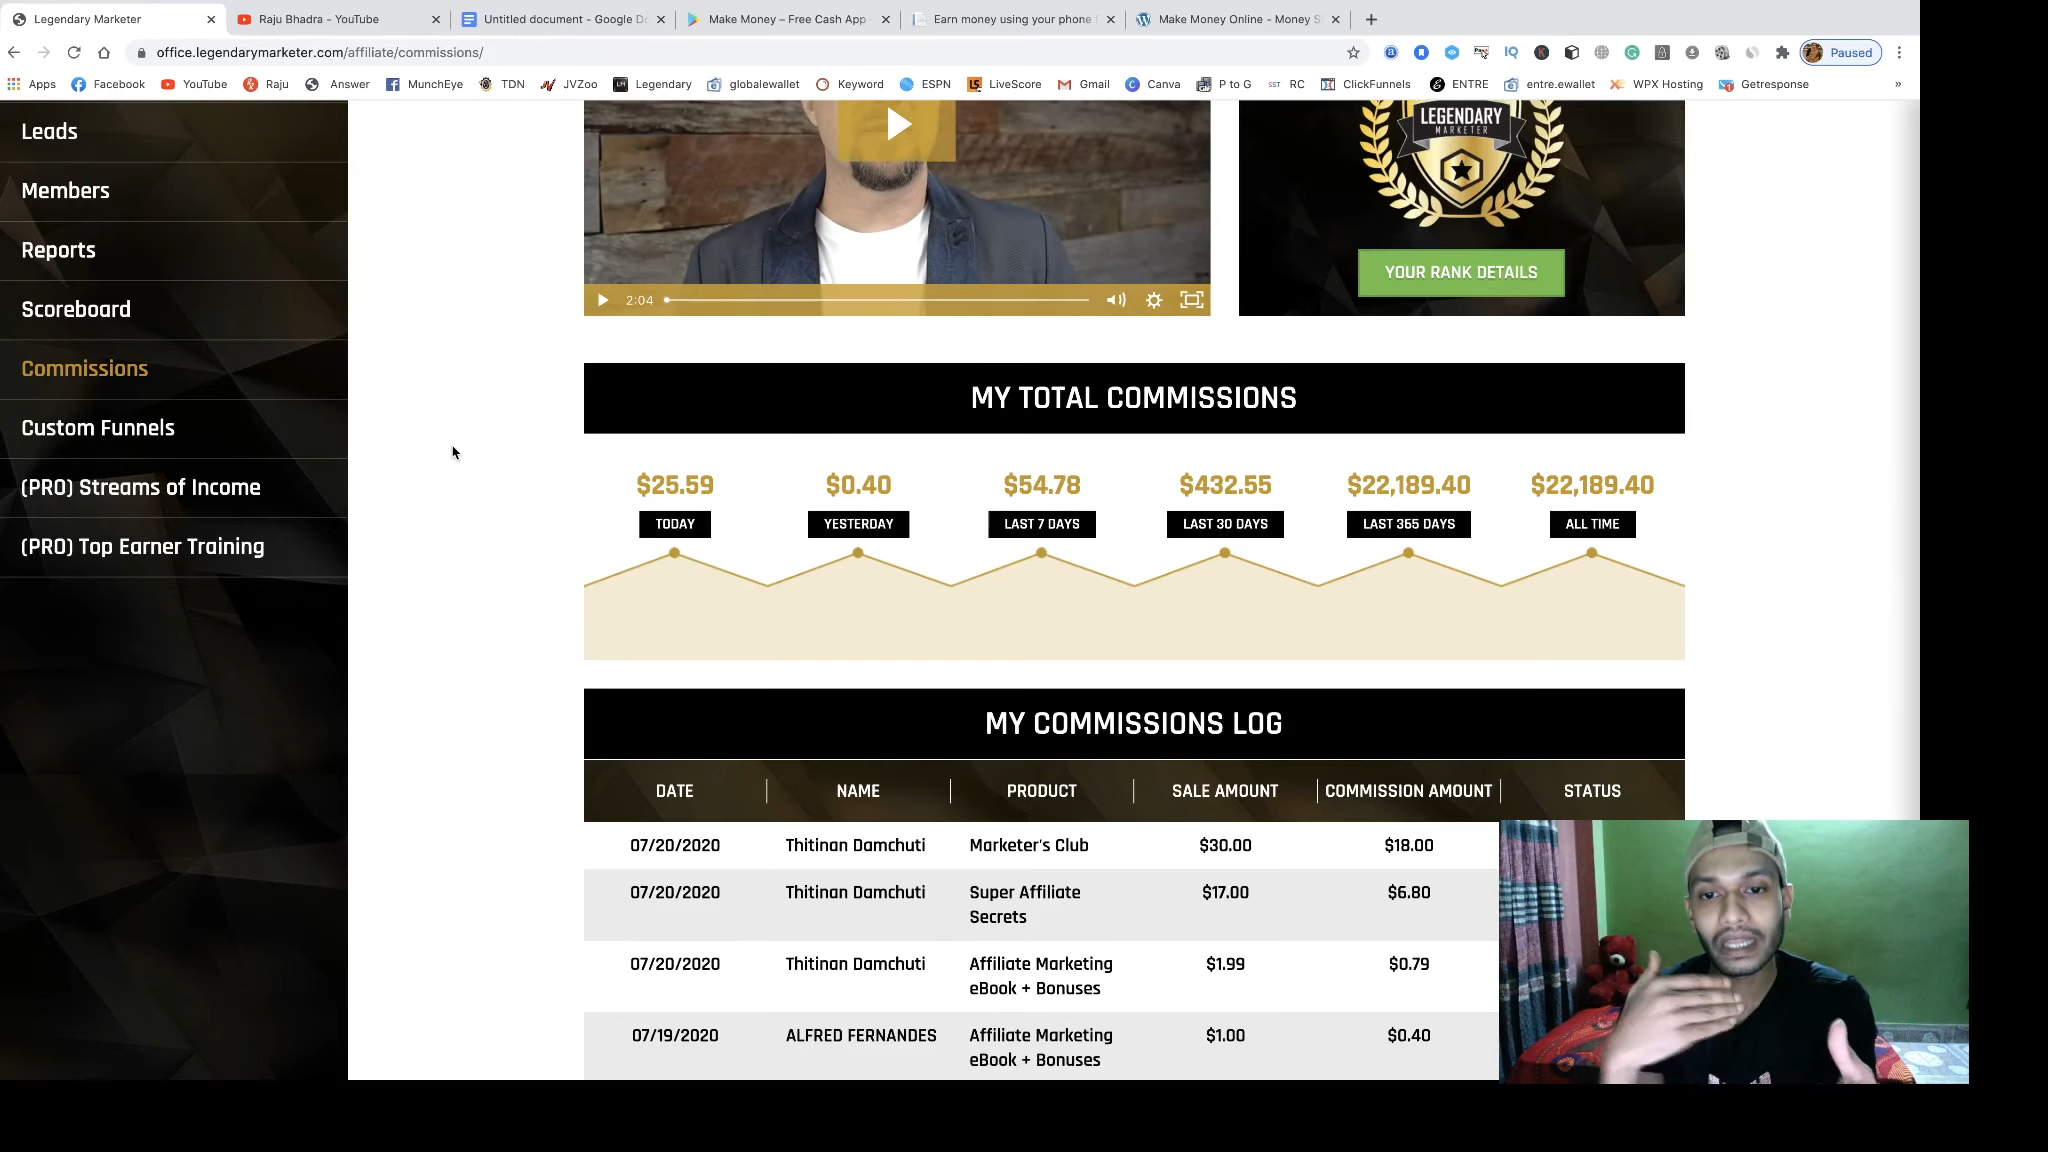 Legendary Marketer
Raju Bhadra - YouTube
Untitled document - Google Do
Make Money – Free Cash App
Earn money using your phone
Make Money Online - Money S
office.legendarymarketer.com/affiliate/commissions/
Paused
Apps Facebook YouTube Raju Answer MunchEye TDN JVZoo Legendary globalewallet Keyword ESPN LiveScore Gmail Canva P to G RC ClickFunnels ENTRE entre.ewallet WPX Hosting Getresponse »
Leads
Members
Reports
Scoreboard
Commissions
Custom Funnels
(PRO) Streams of Income
(PRO) Top Earner Training
2:04
LEGENDARY
MARKETER
YOUR RANK DETAILS
MY TOTAL COMMISSIONS
$25.59 $0.40 $54.78 $432.55 $22,189.40 $22,189.40
TODAY YESTERDAY LAST 7 DAYS LAST 30 DAYS LAST 365 DAYS ALL TIME
MY COMMISSIONS LOG
DATE NAME PRODUCT SALE AMOUNT COMMISSION AMOUNT STATUS
07/20/2020 Thitinan Damchuti Marketer's Club $30.00 $18.00
07/20/2020 Thitinan Damchuti Super Affiliate $17.00 $6.80
Secrets
07/20/2020 Thitinan Damchuti Affiliate Marketing $1.99 $0.79
eBook + Bonuses
07/19/2020 ALFRED FERNANDES Affiliate Marketing $1.00 $0.40
eBook + Bonuses